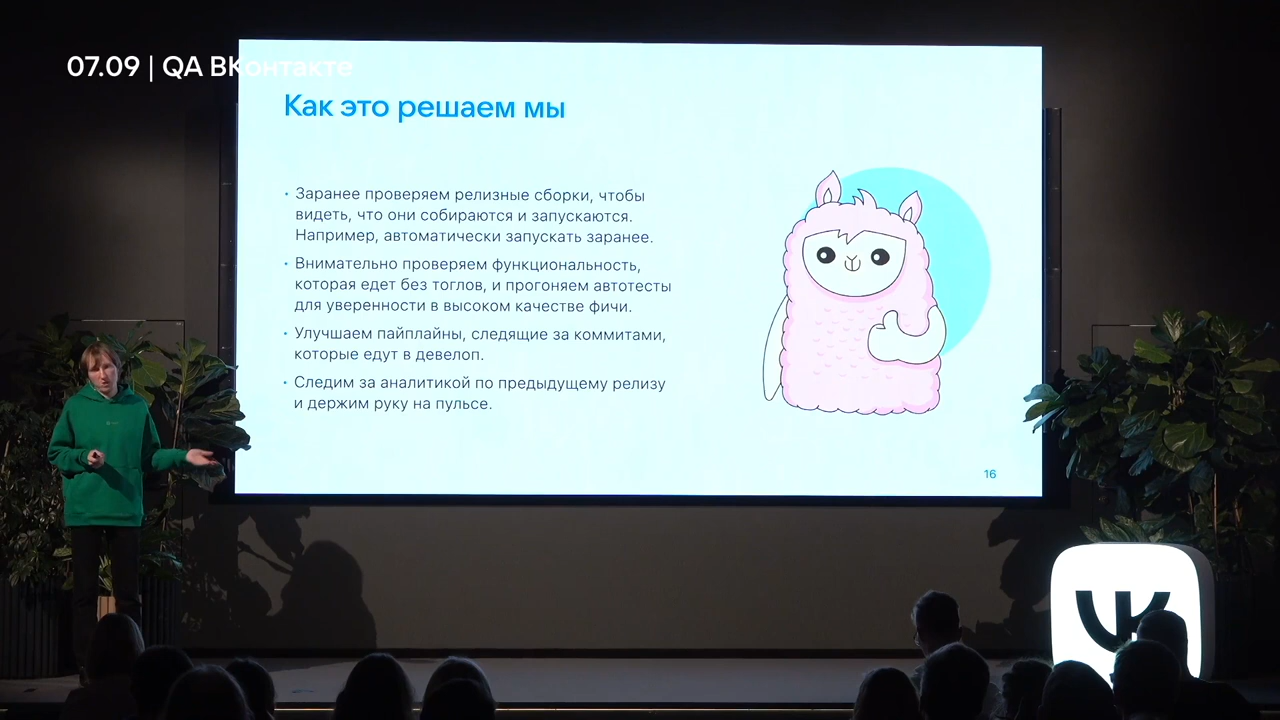 07.09 | QA ВКонтакте
Как это решаем мы
• Заранее проверяем релизные сборки, чтобы
видеть, что они собираются и запускаются.
Например, автоматически запускать заранее.
• Внимательно проверяем функциональность,
которая едет без тоглов, и прогоняем автотесты
для уверенности в высоком качестве фичи.
• Улучшаем пайплайны, следящие за коммитами,
которые едут в девелоп.
• Следим за аналитикой по предыдущему релизу
и держим руку на пульсе.
16
VK